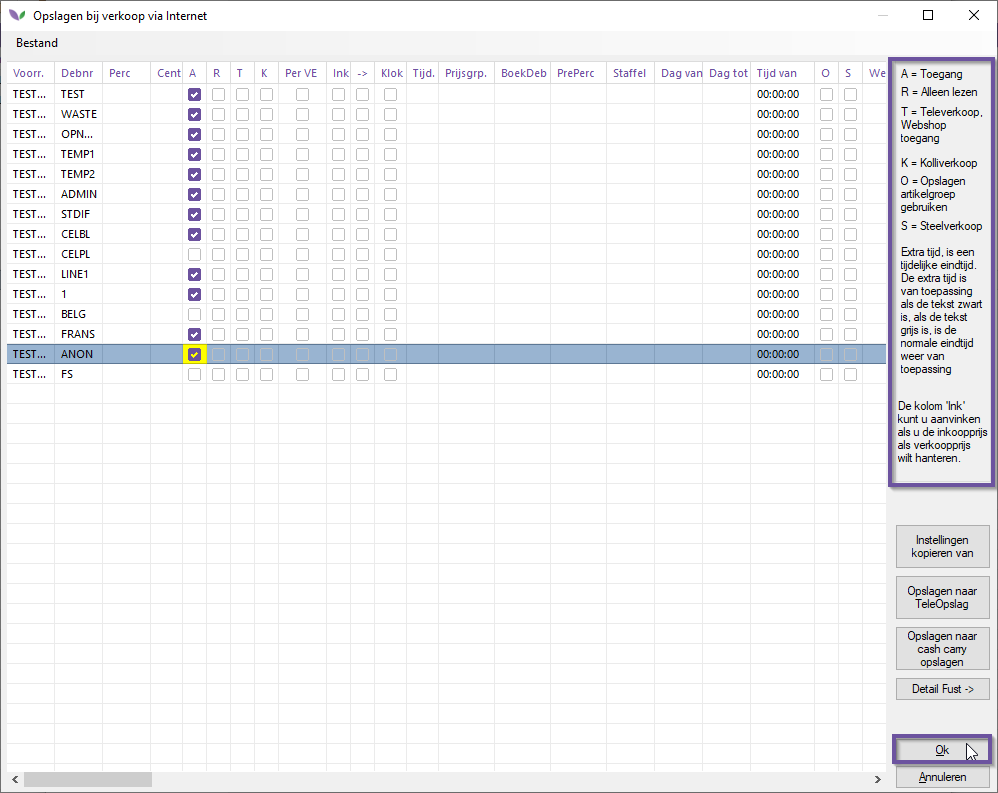 Opslagen bij verkoop via Internet
Bestand
Voorr. Debnr Perc Cent A R T K Per VE Ink -> Klok Tijd. Prijsgrp. BoekDeb PrePerc Staffel Dag van Dag tot Tijd van O S We
TEST... TEST 00:00:00
TEST... WASTE 00:00:00
TEST... OPN... 00:00:00
TEST... TEMP1 00:00:00
TEST... TEMP2 00:00:00
TEST... ADMIN 00:00:00
TEST... STDIF 00:00:00
TEST... CELBL 00:00:00
TEST... CELPL 00:00:00
TEST... LINE1 00:00:00
TEST... 1 00:00:00
TEST... BELG 00:00:00
TEST... FRANS 00:00:00
TEST... ANON 00:00:00
TEST... FS 00:00:00
A = Toegang
R = Alleen lezen
T = Televerkoop,
Webshop
toegang
K = Kolliverkoop
O = Opslagen
artikelgroep
gebruiken
S = Steelverkoop
Extra tijd, is een
tijdelijke eindtijd.
De extra tijd is
van toepassing
als de tekst zwart
is, als de tekst
grijs is, is de
normale eindtijd
weer van
toepassing
De kolom 'Ink'
kunt u aanvinken
als u de inkoopprijs
als verkoopprijs
wilt hanteren.
Instellingen
kopieren van
Opslagen naar
TeleOpslag
Opslagen naar
cash carry
opslagen
Detail Fust ->
Ok
Annuleren